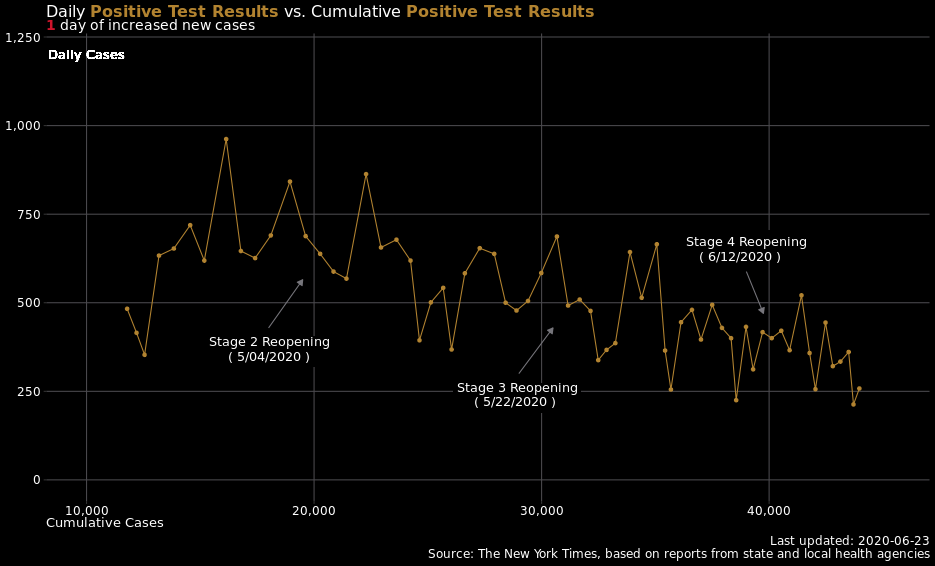 Daily Positive Test Results vs. Cumulative Positive Test Results
1 day of increased new cases
1,250
Daily Cases
1,000
750
Stage 4 Reopening
( 6/12/2020 )
500
Stage 2 Reopening
( 5/04/2020 )
Stage 3 Reopening
( 5/22/2020 )
250
0
10,000
20,000
30,000
40,000
Cumulative Cases
Last updated: 2020-06-23
Source: The New York Times, based on reports from state and local health agencies